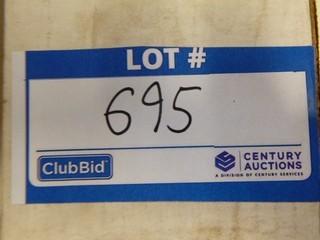 LOT #
695
ClubBid
CENTURY
AUCTIONS
A DIVISION OF CENTURY SERVICES